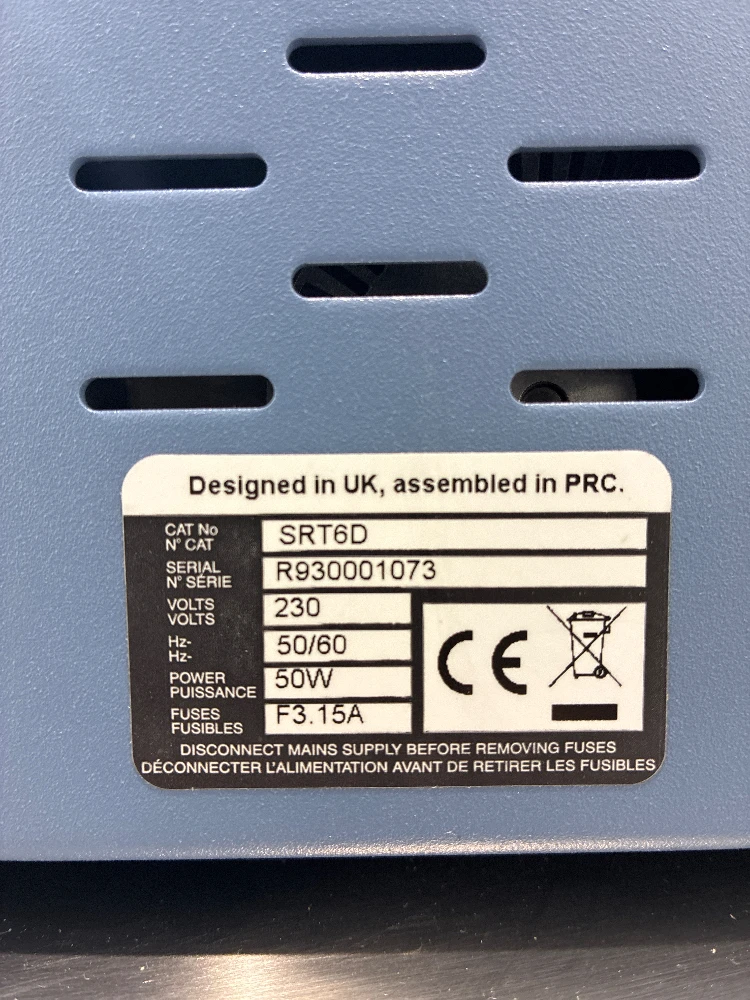 Designed in UK, assembled in PRC.
CAT No
N° CAT
SRT6D
SERIAL
N° SÉRIE
R930001073
VOLTS
VOLTS
230
Hz-
Hz-
50/60
POWER
PUISSANCE
50W
FUSES
FUSIBLES
F3.15A
CE
DISCONNECT MAINS SUPPLY BEFORE REMOVING FUSES
DÉCONNECTER L'ALIMENTATION AVANT DE RETIRER LES FUSIBLES